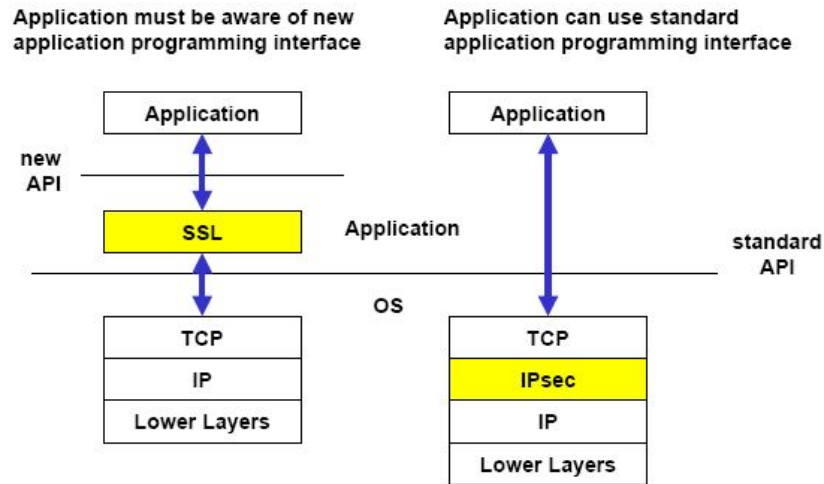 Application must be aware of new
application programming interface
Application can use standard
application programming interface
Application
Application
new
API
SSL
Application
standard
API
OS
TCP
IP
Lower Layers
TCP
IPsec
IP
Lower Layers